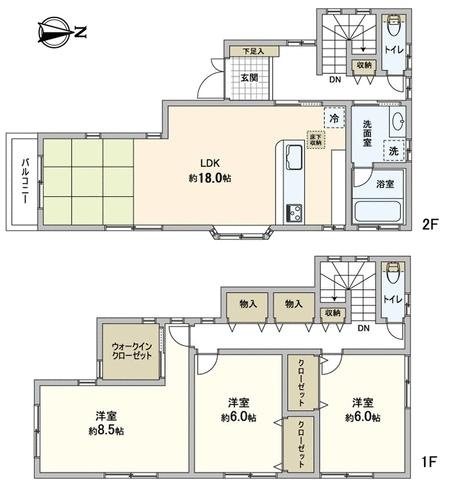 下足入
玄関
DN
収納
トイレ
冷
床下
収納
洗面室
洗
浴室
LDK
約18.0帖
バルコニー
2F
物入
物入
収納
DN
トイレ
ウォークイン
クローゼット
クローゼット
クローゼット
洋室
約8.5帖
洋室
約6.0帖
洋室
約6.0帖
1F